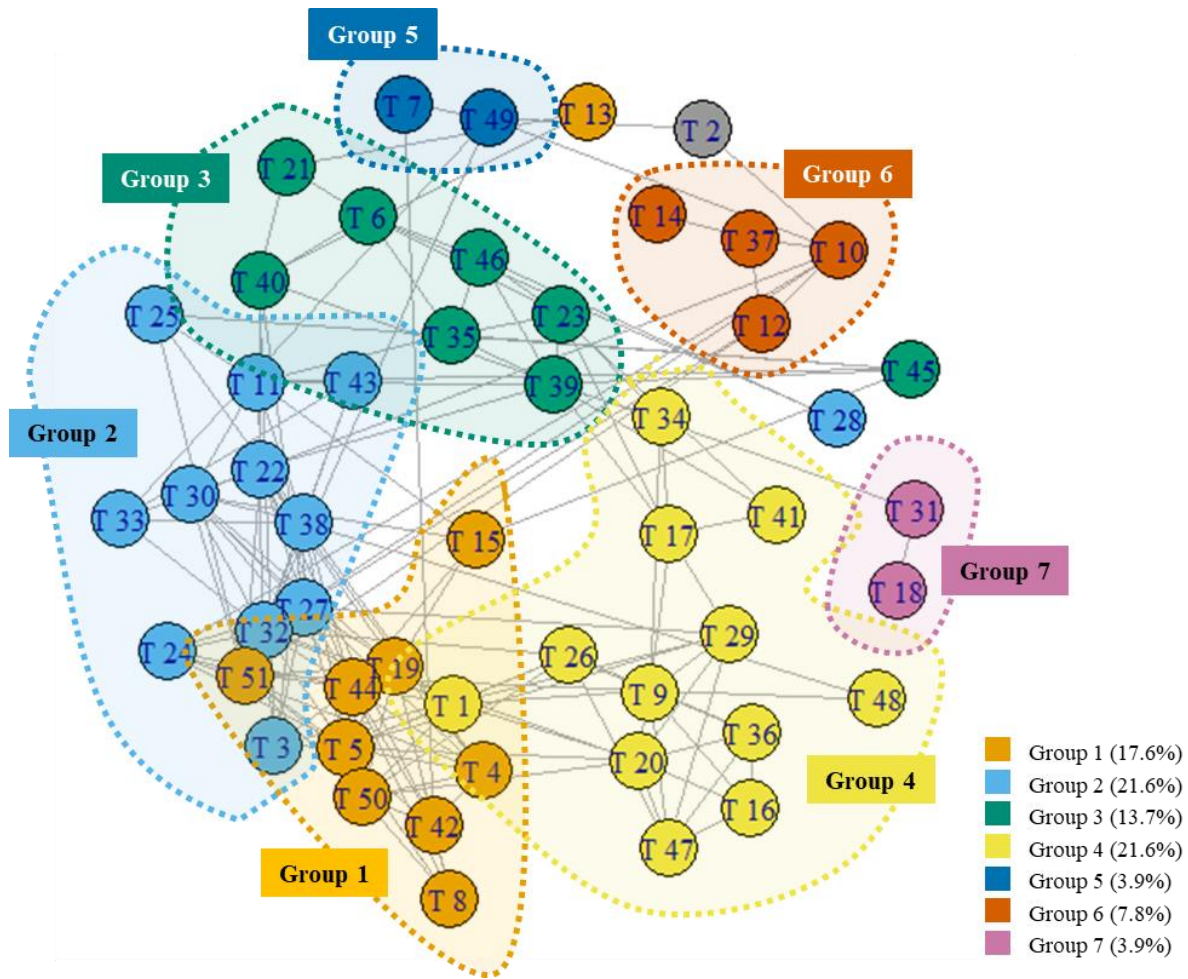 Group 5
T 7
T 49
T 13
T 2
Group 3
T 21
T 6
T 40
T 46
T 23
T 35
T 39
Group 6
T 14
T 37
T 10
T 12
T 45
T 28
T 25
T 11
T 43
Group 2
T 22
T 30
T 33
T 38
T 27
T 32
T 24
T 51
T 3
T 15
T 19
T 44
T 1
T 5
T 4
T 50
T 42
T 8
Group 1
T 34
T 17
T 41
T 31
T 18
Group 7
T 26
T 29
T 9
T 48
T 36
T 20
T 16
T 47
Group 4
Group 1 (17.6%)
Group 2 (21.6%)
Group 3 (13.7%)
Group 4 (21.6%)
Group 5 (3.9%)
Group 6 (7.8%)
Group 7 (3.9%)